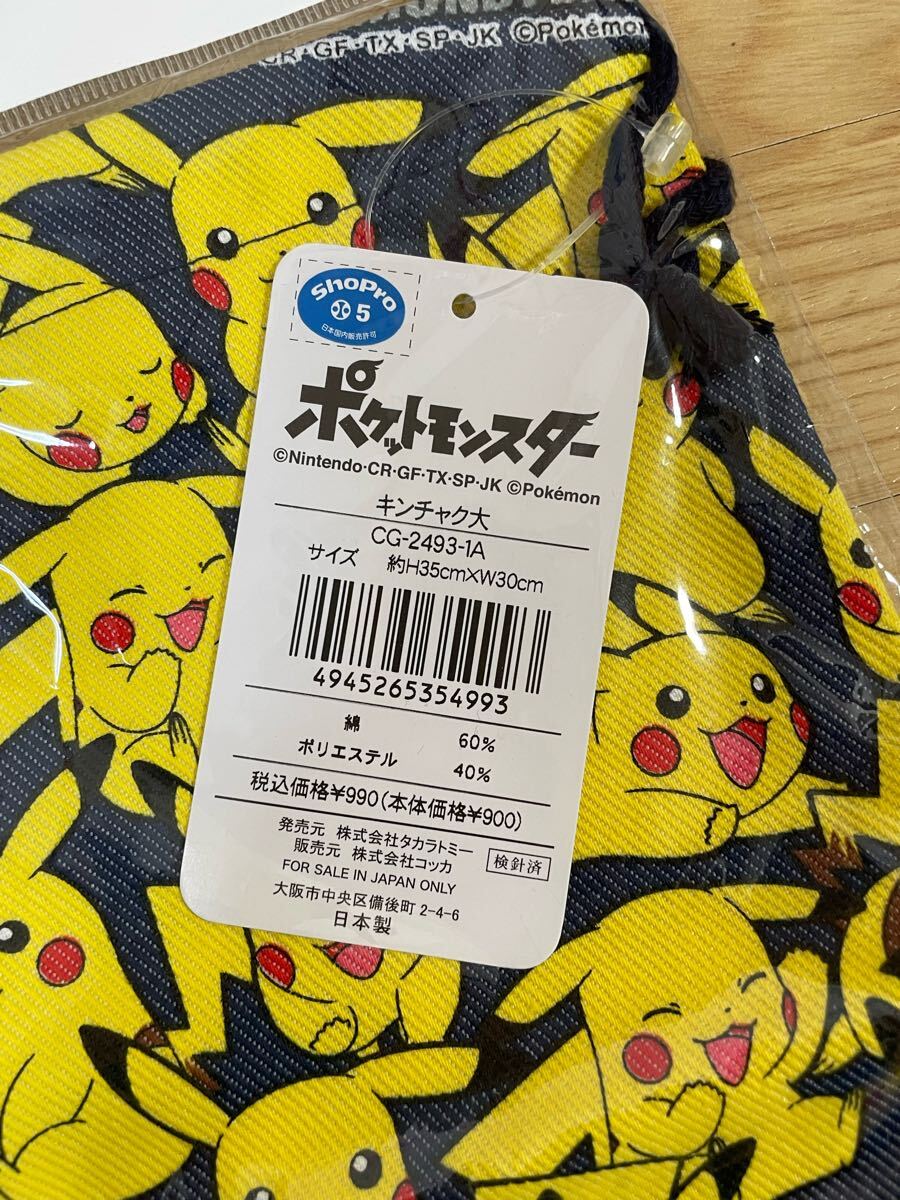 CR·GF·TX·SP·JK ©Pokémon
ShoPro
5
日本国内販売許可
ポケットモンスター
©Nintendo·CR·GF·TX·SP·JK ©Pokémon
キンチャク大
CG-2493-1A
サイズ 約H35cm×W30cm
4945265354993
綿 60%
ポリエステル 40%
税込価格¥990(本体価格¥900)
発売元 株式会社タカラトミー
販売元 株式会社コッカ
検針済
FOR SALE IN JAPAN ONLY
大阪市中央区備後町 2-4-6
日本製